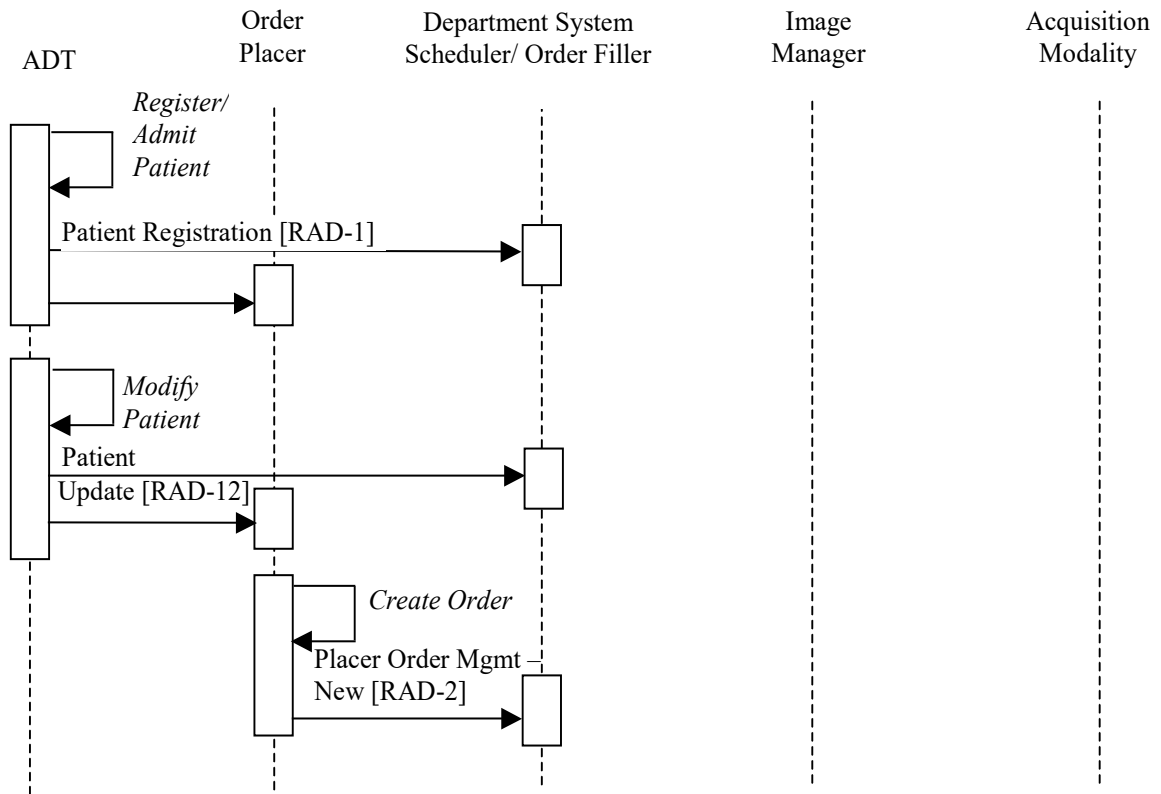 ADT
Order
Placer
Department System
Scheduler/ Order Filler
Image
Manager
Acquisition
Modality
Register/
Admit
Patient
Patient Registration [RAD-1]
Modify
Patient
Patient
Update [RAD-12]
Create Order
Placer Order Mgmt –
New [RAD-2]